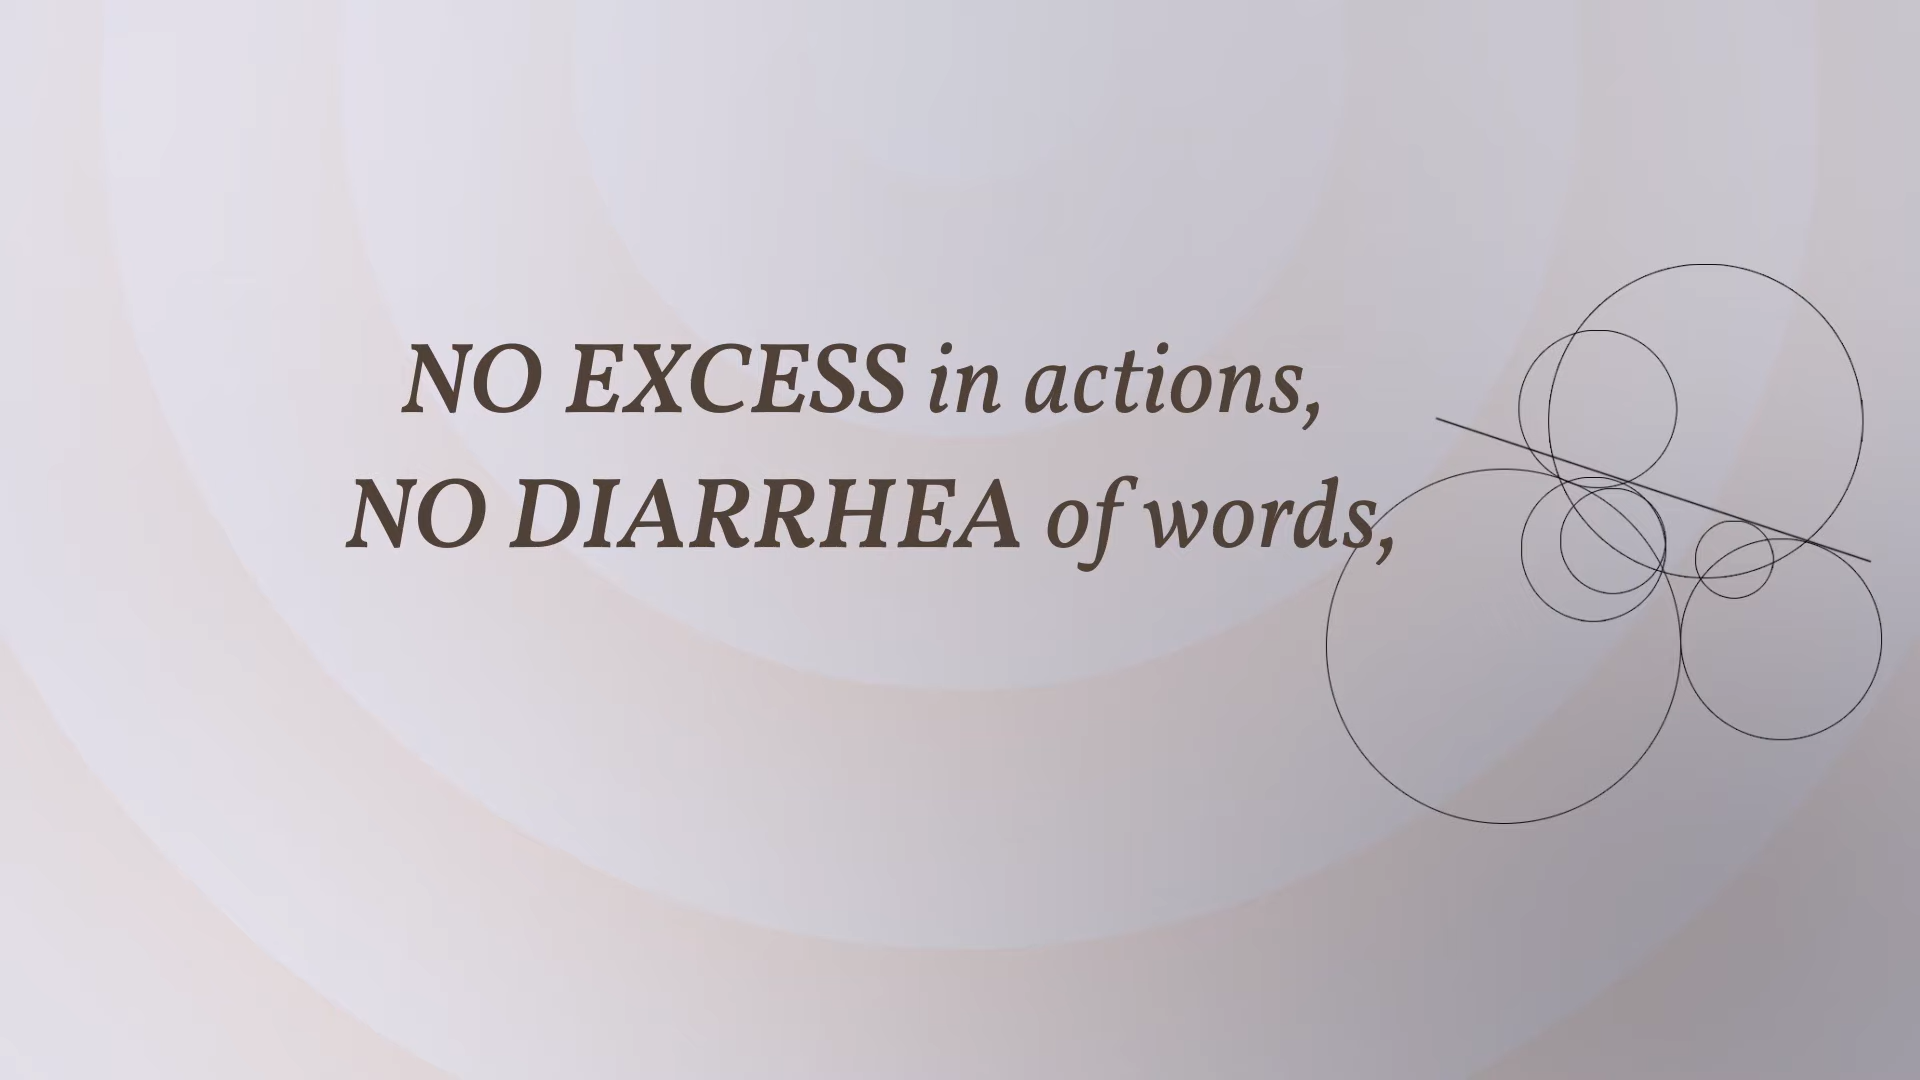 NO EXCESS in actions,
NO DIARRHEA of words,